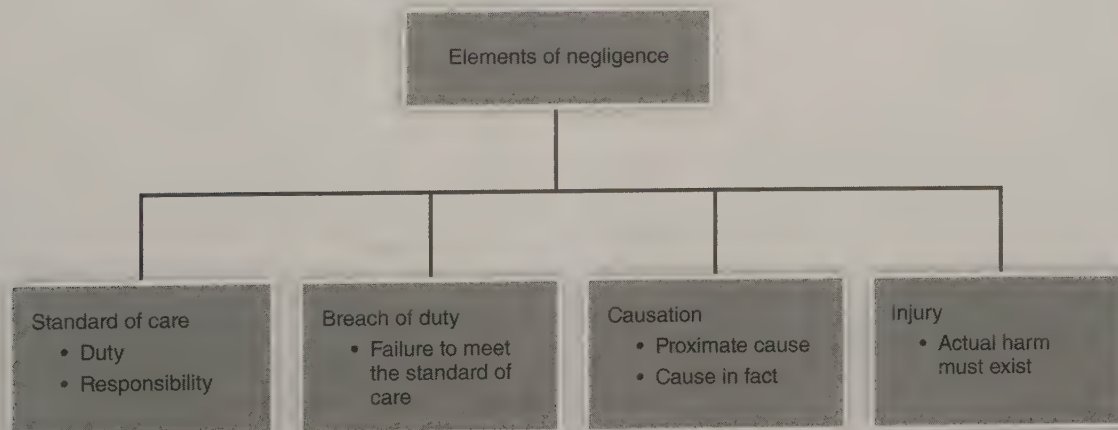 Elements of negligence
Standard of care
• Duty
• Responsibility
Breach of duty
• Failure to meet
the standard of
care
Causation
• Proximate cause
• Cause in fact
Injury
• Actual harm
must exist